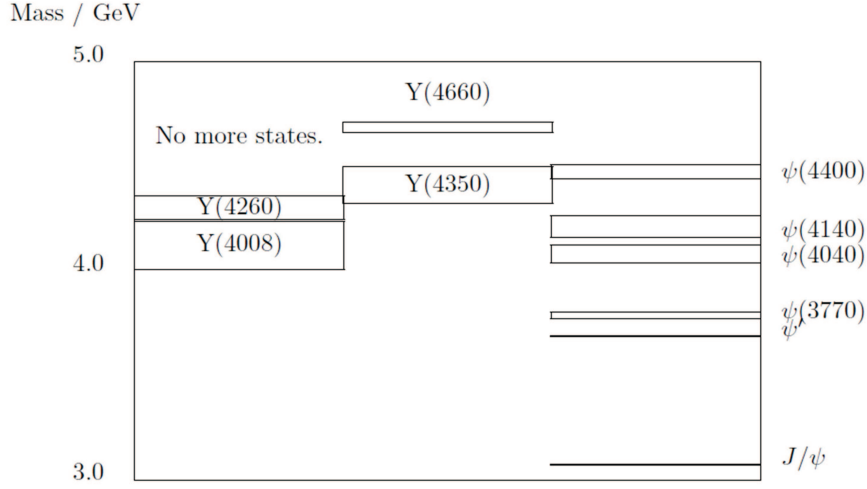 Mass / GeV
5.0
Y(4660)
No more states.
Y(4350)
ψ(4400)
Y(4260)
ψ(4140)
Y(4008)
ψ(4040)
4.0
ψ(3770)
ψ′
J/ψ
3.0